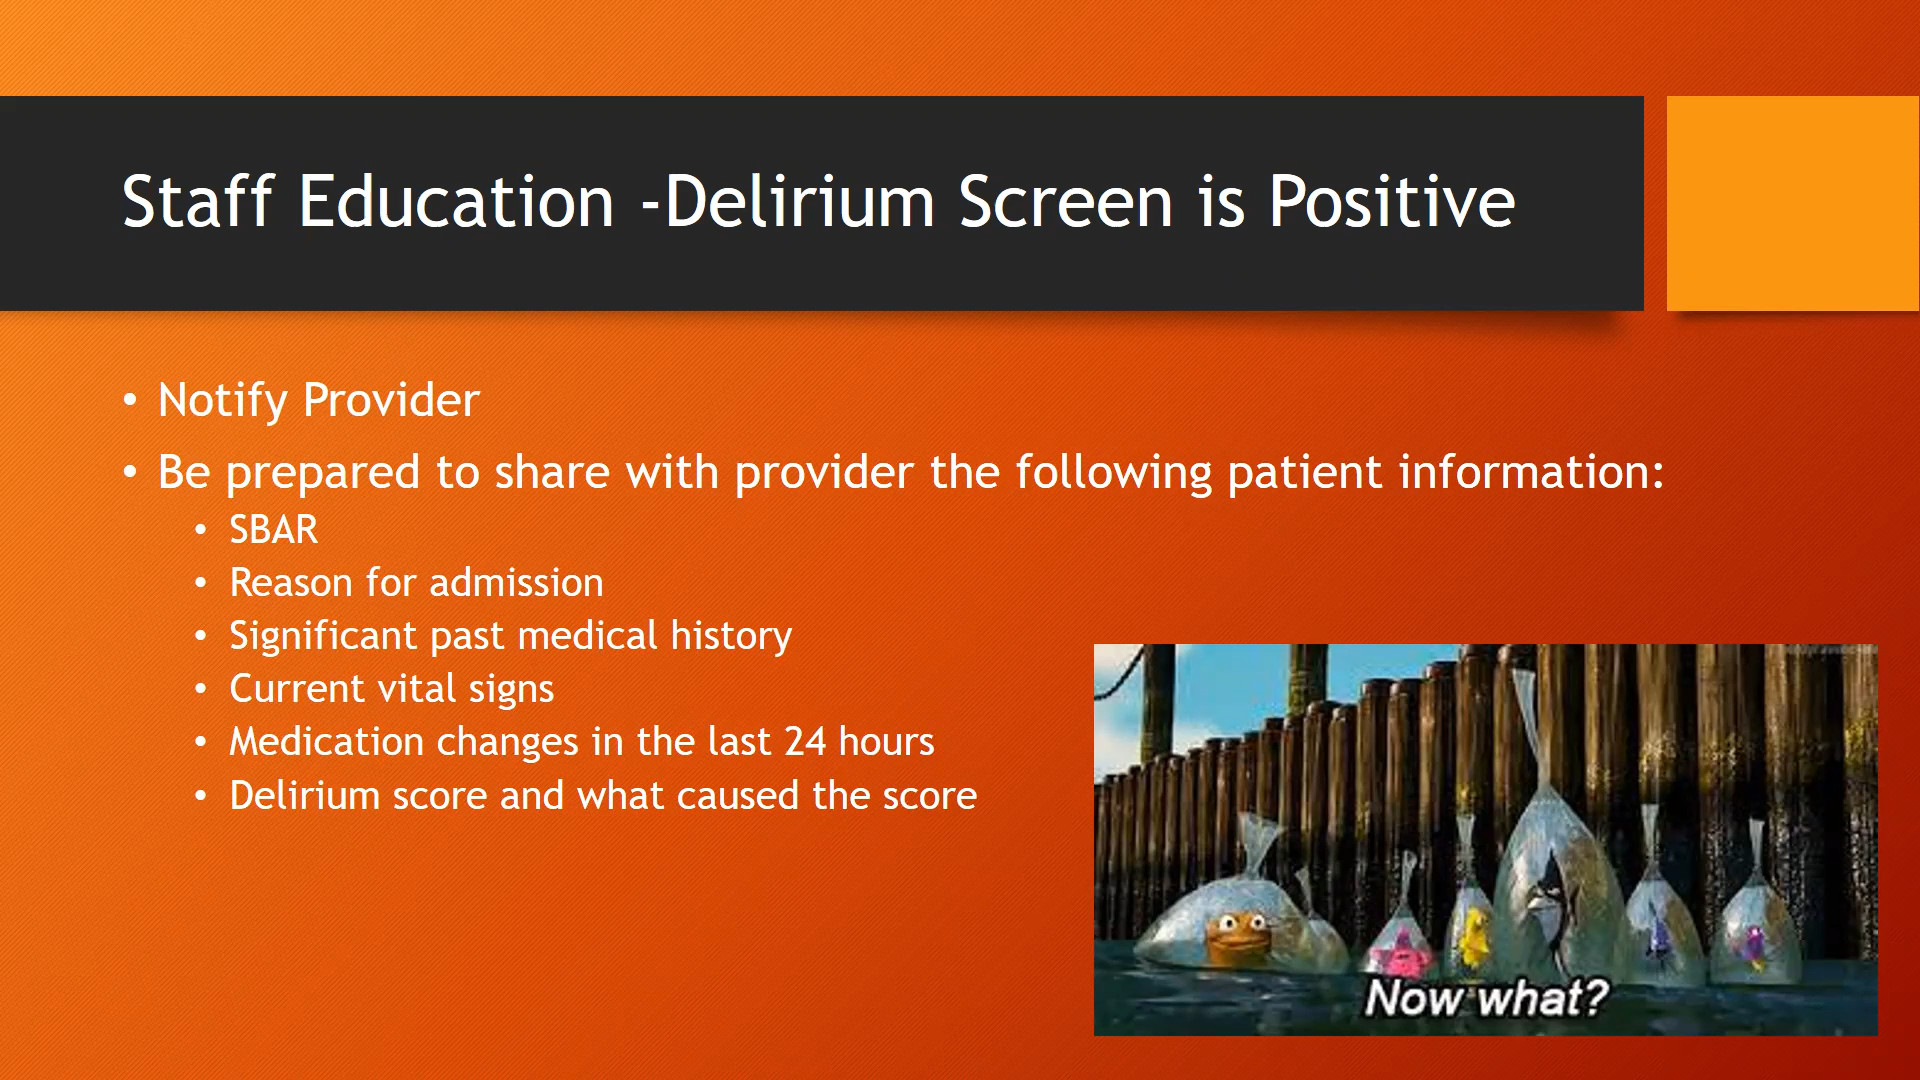 Staff Education -Delirium Screen is Positive
• Notify Provider
• Be prepared to share with provider the following patient information:
• SBAR
• Reason for admission
• Significant past medical history
• Current vital signs
• Medication changes in the last 24 hours
• Delirium score and what caused the score
Now what?